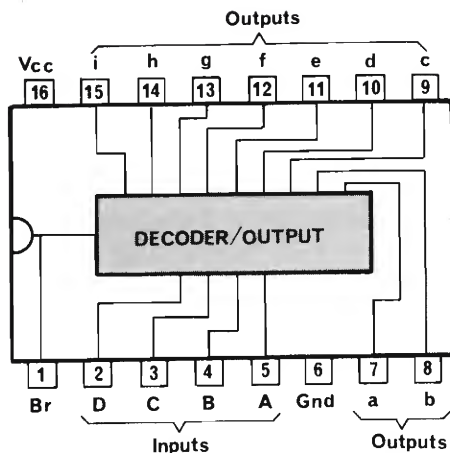 Outputs
Vcc i h g f e d c
16 15 14 13 12 11 10 9
DECODER/OUTPUT
1 2 3 4 5 6 7 8
Br D C B A Gnd a b
Inputs Outputs